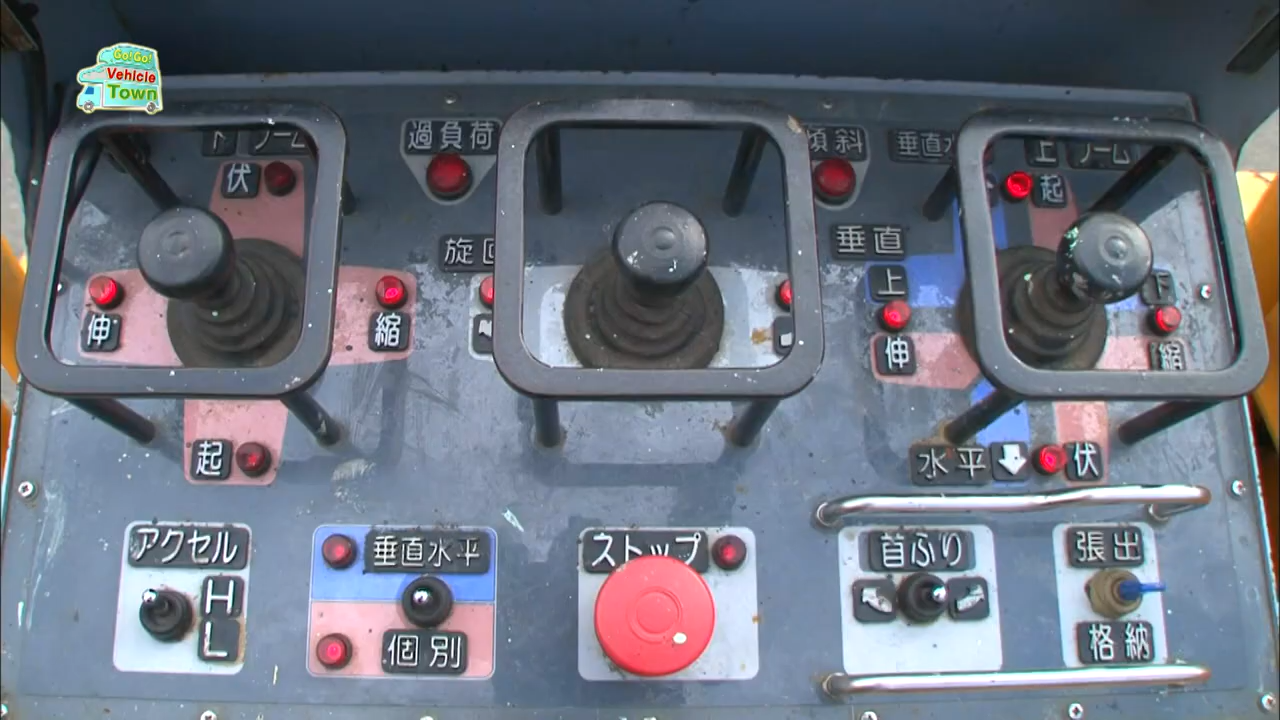 Go! Go!
Vehicle
Town
下 ブーム
過負荷
傾斜
垂直水
上 ブーム
伏
起
旋回
垂直
上
下
伸
縮
伸
縮
起
水平
伏
アクセル
H
L
垂直水平
個別
ストップ
首ふり
張出
格納